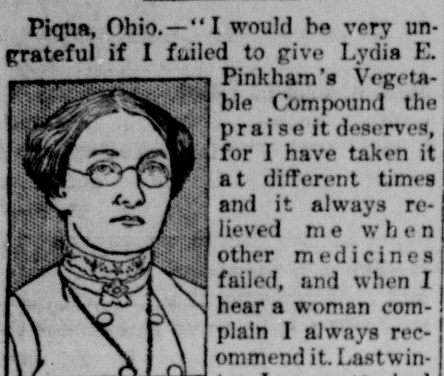 Piqua, Ohio.—"I would be very un-
grateful if I failed to give Lydia E.
Pinkham's Vegeta-
ble Compound the
praise it deserves,
for I have taken it
at different times
and it always re-
lieved me when
other medicines
failed, and when I
hear a woman com-
plain I always rec-
ommend it. Last win-